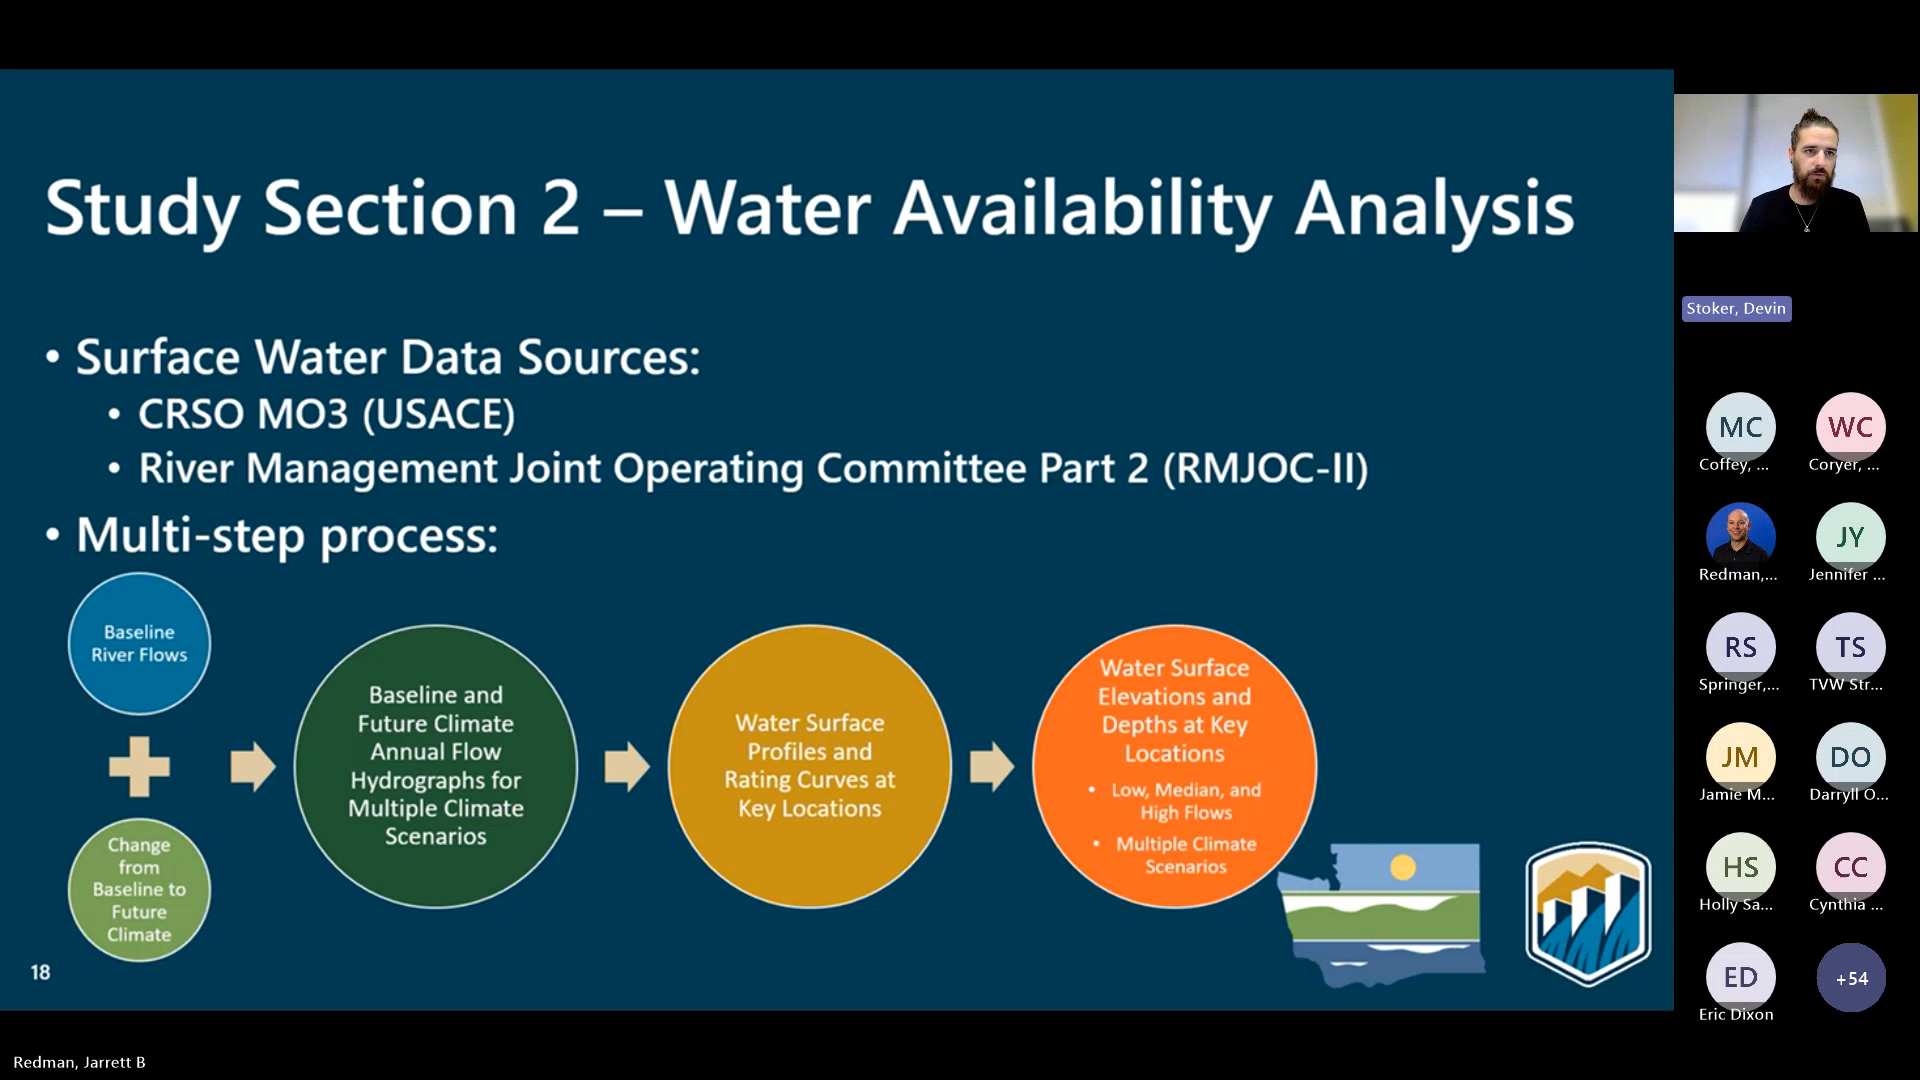 Study Section 2 – Water Availability Analysis
• Surface Water Data Sources:
• CRSO MO3 (USACE)
• River Management Joint Operating Committee Part 2 (RMJOC-II)
• Multi-step process:
Baseline
River Flows
Change
from
Baseline to
Future
Climate
Baseline and
Future Climate
Annual Flow
Hydrographs for
Multiple Climate
Scenarios
Water Surface
Profiles and
Rating Curves at
Key Locations
Water Surface
Elevations and
Depths at Key
Locations
• Low, Median, and
High Flows
• Multiple Climate
Scenarios
18
Redman, Jarrett B
Stoker, Devin
MC
Coffey, ...
WC
Coryer, ...
Redman,...
JY
Jennifer ...
RS
Springer,...
TS
TVW Str...
JM
Jamie M...
DO
Darryll O...
HS
Holly Sa...
CC
Cynthia ...
ED
Eric Dixon
+54